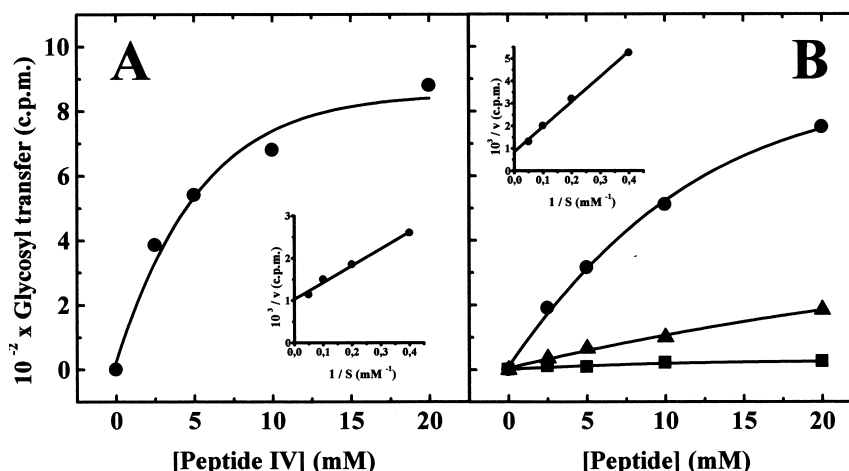 A
B
10⁻² x Glycosyl transfer (c.p.m.)
10
8
6
4
2
0
0 5 10 15 20
[Peptide IV] (mM)
10³ / v (c.p.m.)
3
2
1
0
0,0 0,1 0,2 0,3 0,4
1 / S (mM⁻¹)
10³ / v (c.p.m.)
5
4
3
2
1
0
0,0 0,1 0,2 0,3 0,4
1 / S (mM⁻¹)
0 5 10 15 20
[Peptide] (mM)